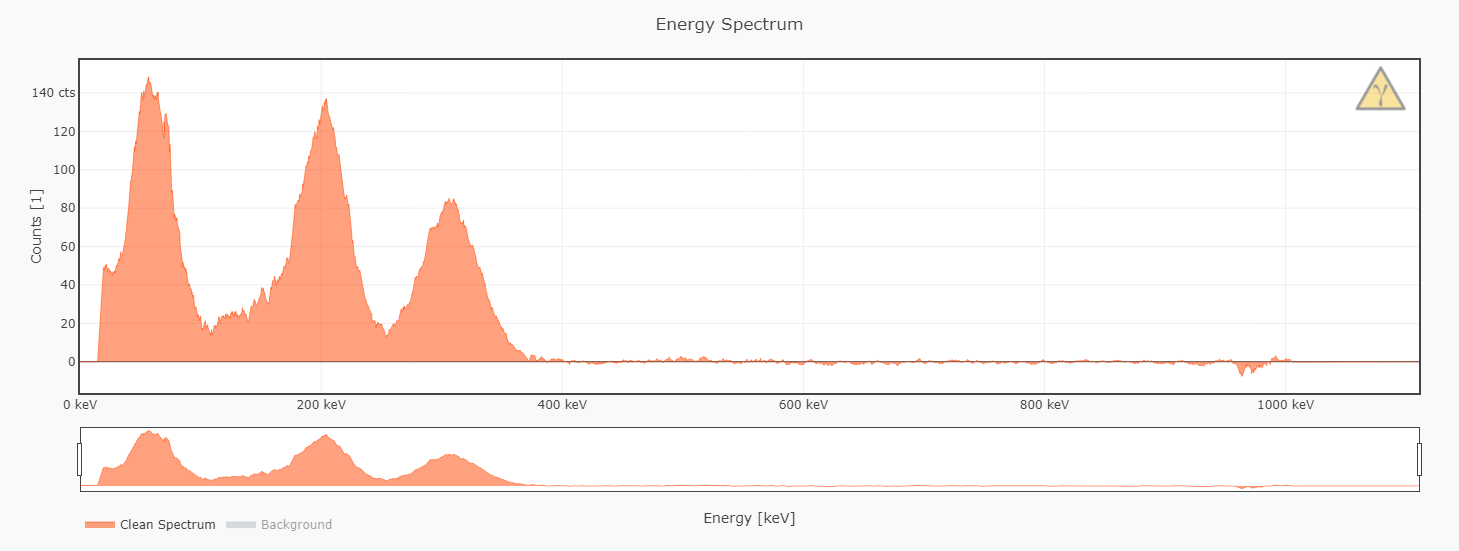 Energy Spectrum
γ
140 cts
120
100
80
60
40
20
0
Counts [1]
0 keV 200 keV 400 keV 600 keV 800 keV 1000 keV
Energy [keV]
Clean Spectrum Background